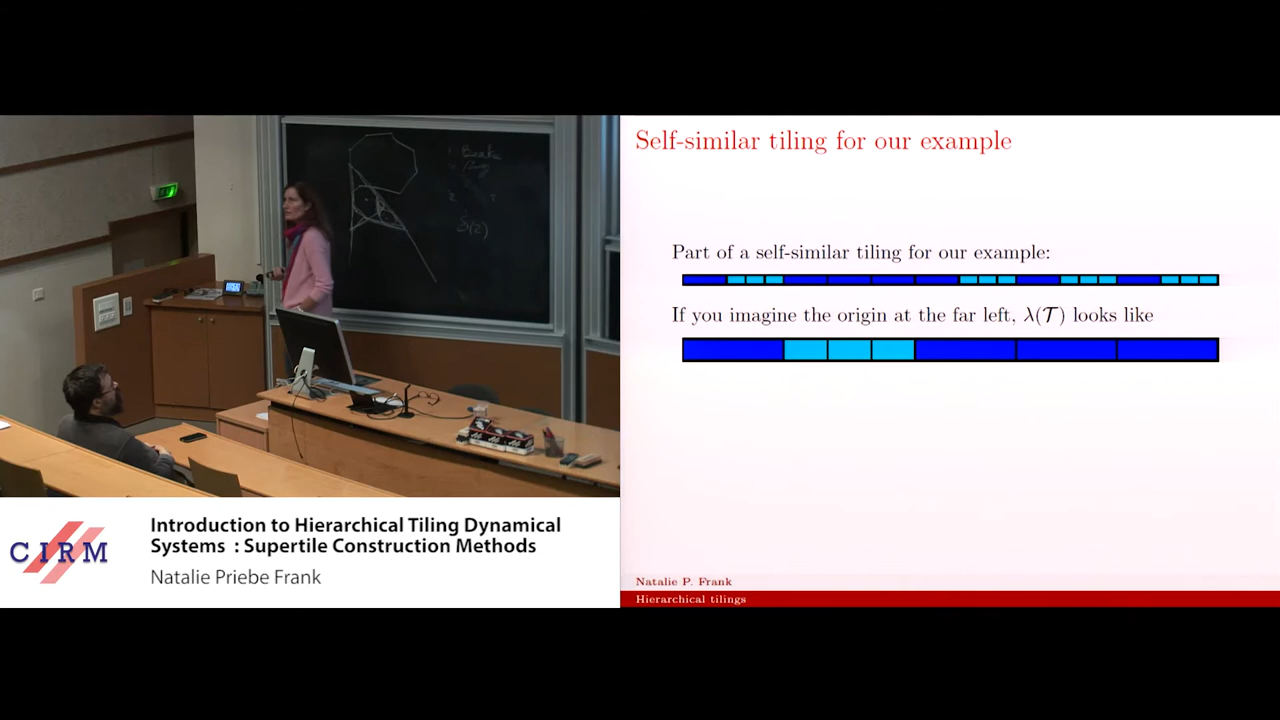 Self-similar tiling for our example
Part of a self-similar tiling for our example:
If you imagine the origin at the far left, λ(𝒯) looks like
CIRM
Introduction to Hierarchical Tiling Dynamical
Systems : Supertile Construction Methods
Natalie Priebe Frank
Natalie P. Frank
Hierarchical tilings